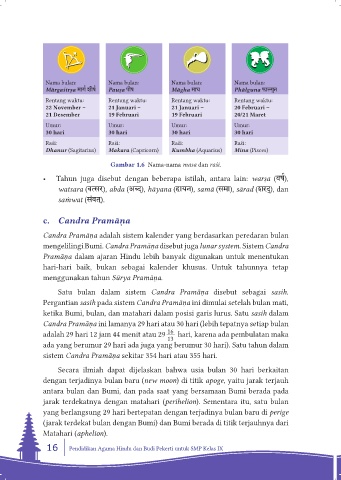 Nama bulan: Nama bulan: Nama bulan: Nama bulan:
Mārgasirsa मार्ग शीर्ष Pauṣa पौष Māgha माघ Phālguna फाल्गुन
Rentang waktu: Rentang waktu: Rentang waktu: Rentang waktu:
22 November – 21 Januari – 21 Januari – 20 Februari –
21 Desember 19 Februari 19 Februari 20/21 Maret
Umur: Umur: Umur: Umur:
30 hari 30 hari 30 hari 30 hari
Raśi: Raśi: Raśi: Raśi:
Dhanur (Sagitarius) Makara (Capricorn) Kumbha (Aquarius) Mina (Pisces)
Gambar 1.6 Nama-nama masa dan raśi.
• Tahun juga disebut dengan beberapa istilah, antara lain: warsa (वर्ष),
watsara (वत्सर), abda (अब्द), hāyana (हायन), samā (समा), sārad (शरद्), dan
saṁwat (संवत्).
c. Candra Pramāṇa
Candra Pramāṇa adalah sistem kalender yang berdasarkan peredaran bulan
mengelilingi Bumi. Candra Pramāṇa disebut juga lunar system. Sistem Candra
Pramāṇa dalam ajaran Hindu lebih banyak digunakan untuk menentukan
hari-hari baik, bukan sebagai kalender khusus. Untuk tahunnya tetap
menggunakan tahun Sūrya Pramāṇa.
Satu bulan dalam sistem Candra Pramāṇa disebut sebagai sasih.
Pergantian sasih pada sistem Candra Pramāṇa ini dimulai setelah bulan mati,
ketika Bumi, bulan, dan matahari dalam posisi garis lurus. Satu sasih dalam
Candra Pramāṇa ini lamanya 29 hari atau 30 hari (lebih tepatnya setiap bulan
adalah 29 hari 12 jam 44 menit atau 29 16/13 hari, karena ada pembulatan maka
ada yang berumur 29 hari ada juga yang berumur 30 hari). Satu tahun dalam
sistem Candra Pramāṇa sekitar 354 hari atau 355 hari.
Secara ilmiah dapat dijelaskan bahwa usia bulan 30 hari berkaitan
dengan terjadinya bulan baru (new moon) di titik apoge, yaitu jarak terjauh
antara bulan dan Bumi, dan pada saat yang bersamaan Bumi berada pada
jarak terdekatnya dengan matahari (perihelion). Sementara itu, satu bulan
yang berlangsung 29 hari bertepatan dengan terjadinya bulan baru di perige
(jarak terdekat bulan dengan Bumi) dan Bumi berada di titik terjauhnya dari
Matahari (aphelion).
16 Pendidikan Agama Hindu dan Budi Pekerti untuk SMP Kelas IX